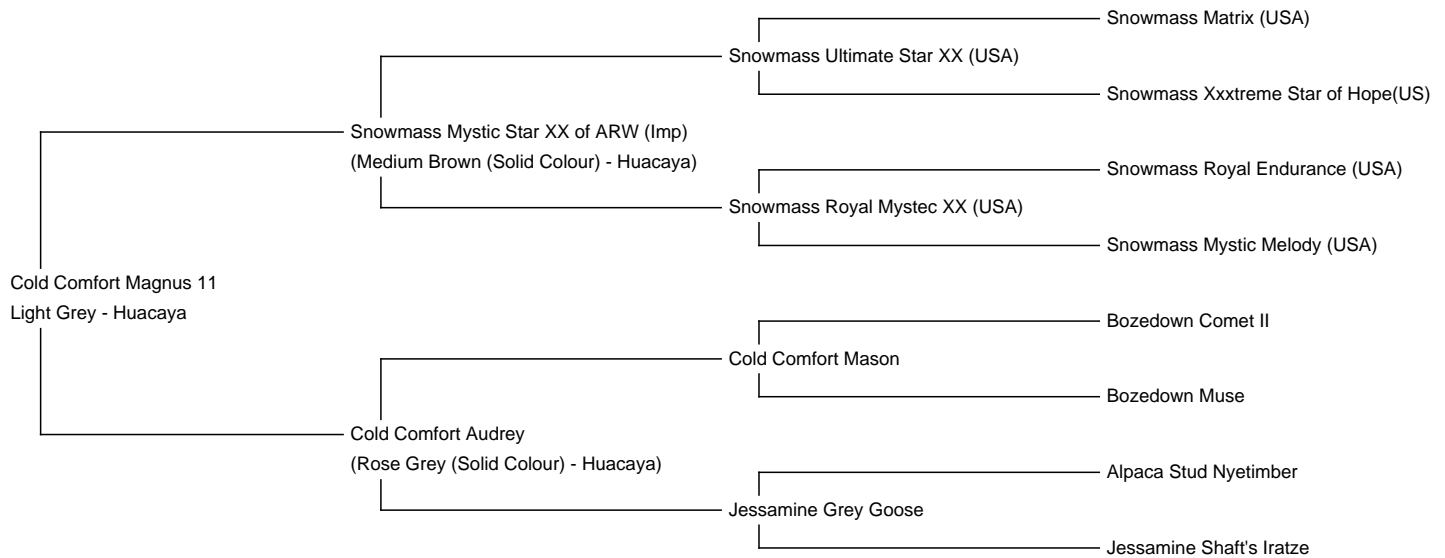 Snowmass Matrix (USA)
Snowmass Ultimate Star XX (USA)
Snowmass Xxxtreme Star of Hope(US)
Snowmass Mystic Star XX of ARW (Imp)
(Medium Brown (Solid Colour) - Huacaya)
Snowmass Royal Endurance (USA)
Snowmass Royal Mystec XX (USA)
Snowmass Mystic Melody (USA)
Cold Comfort Magnus 11
Light Grey - Huacaya
Bozedown Comet II
Cold Comfort Mason
Bozedown Muse
Cold Comfort Audrey
(Rose Grey (Solid Colour) - Huacaya)
Alpaca Stud Nyetimber
Jessamine Grey Goose
Jessamine Shaft's Iratze